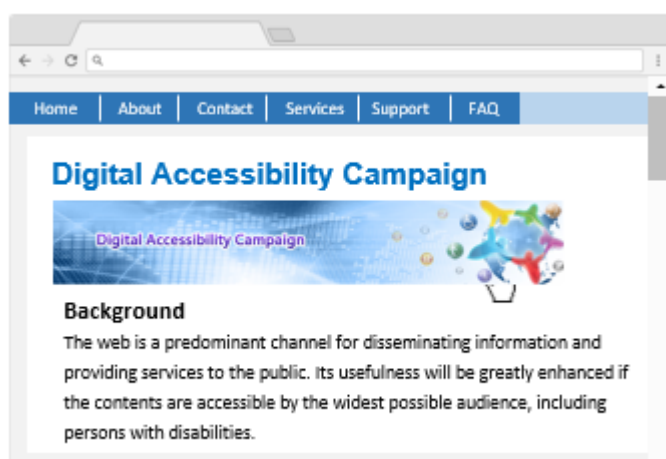 Home About Contact Services Support FAQ
Digital Accessibility Campaign
Digital Accessibility Campaign
Background
The web is a predominant channel for disseminating information and
providing services to the public. Its usefulness will be greatly enhanced if
the contents are accessible by the widest possible audience, including
persons with disabilities.